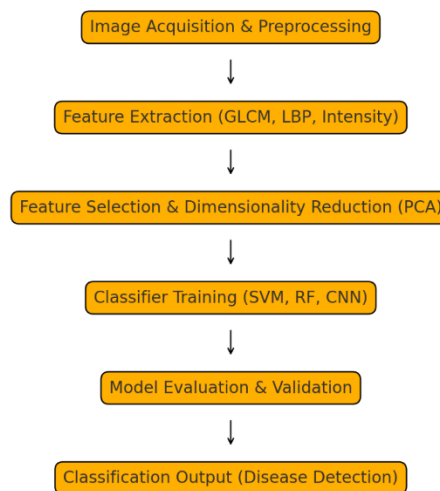 Image Acquisition & Preprocessing
Feature Extraction (GLCM, LBP, Intensity)
Feature Selection & Dimensionality Reduction (PCA)
Classifier Training (SVM, RF, CNN)
Model Evaluation & Validation
Classification Output (Disease Detection)